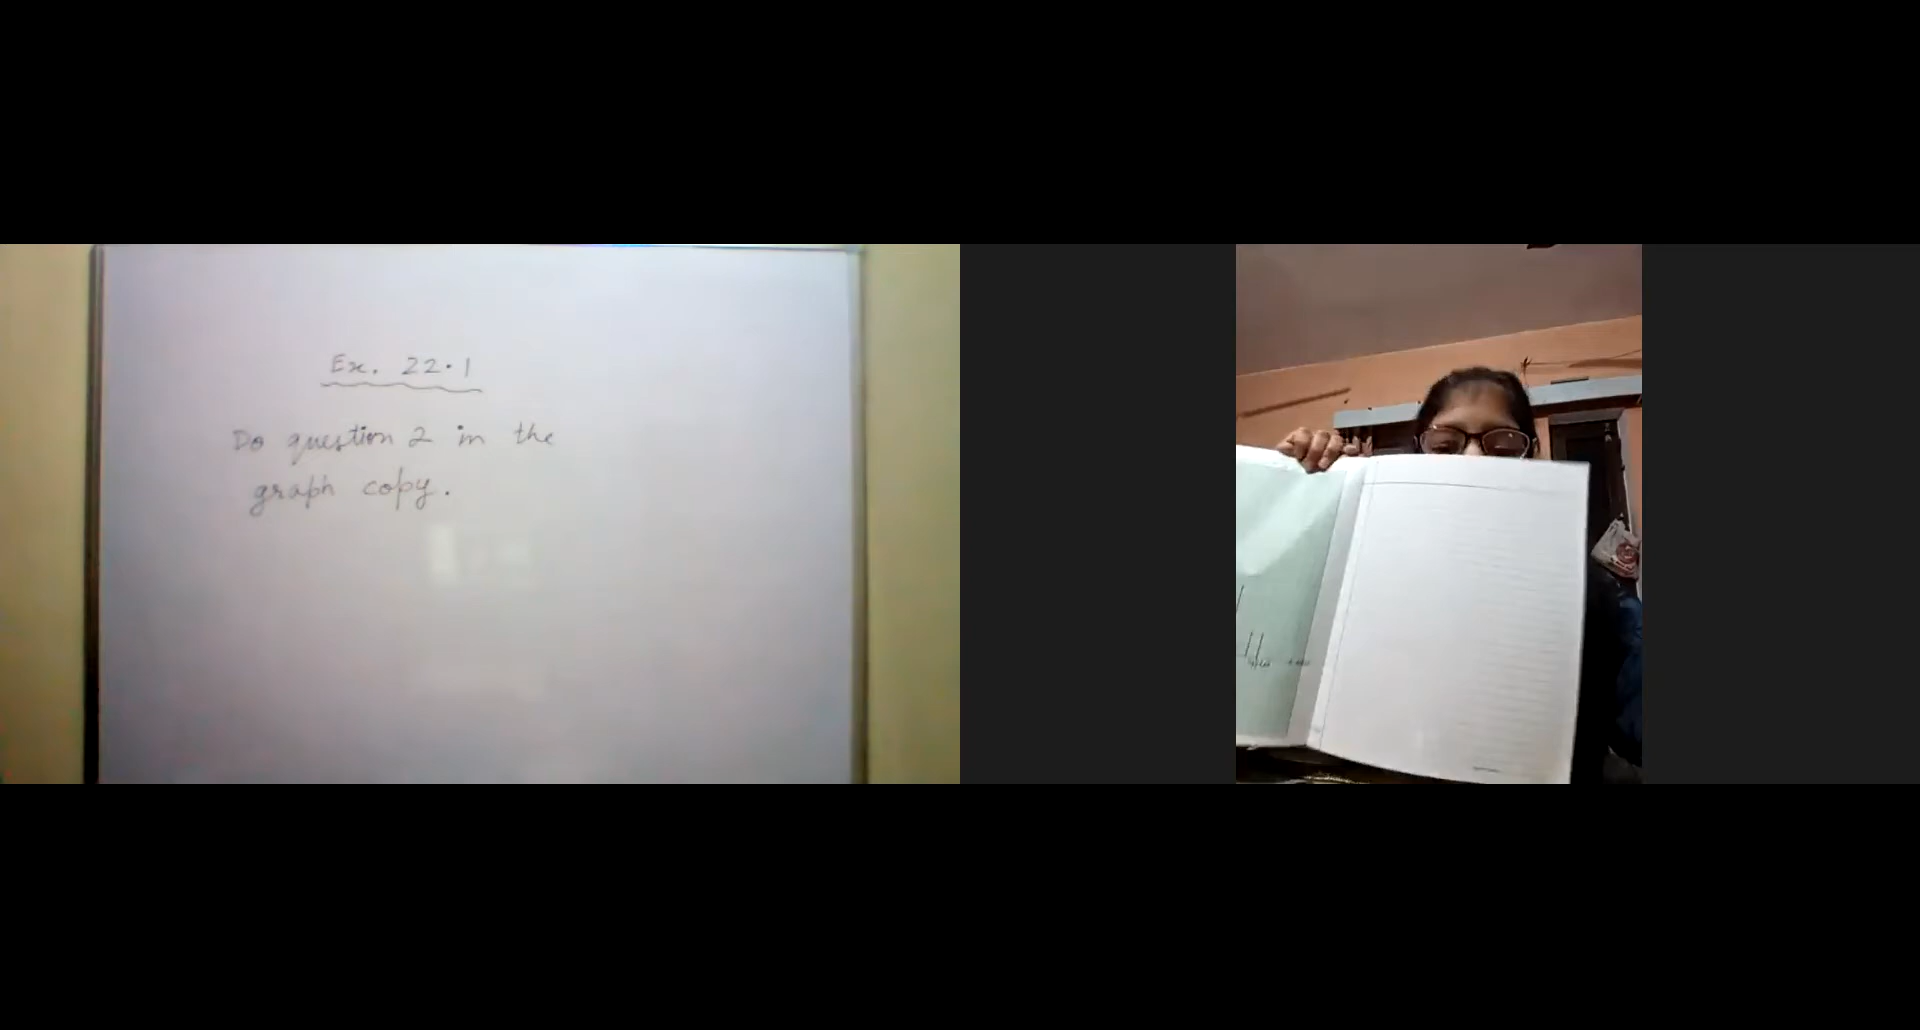 Ex. 22.1
Do question 2 in the
graph copy.